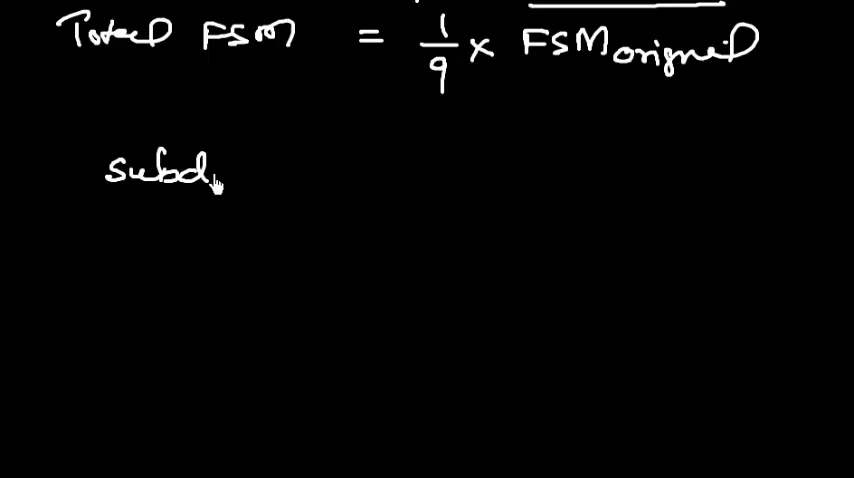 Total FSM = 1/9 x FSM original
subd